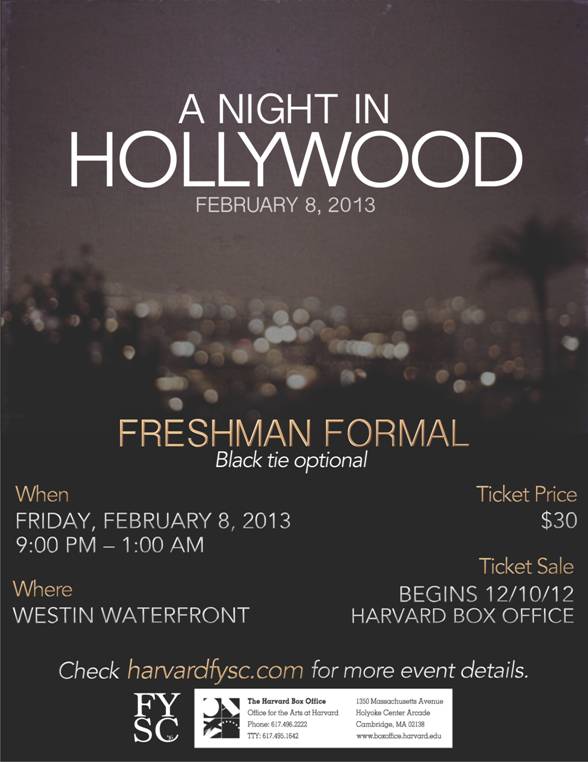 A NIGHT IN
HOLLYWOOD
FEBRUARY 8, 2013
FRESHMAN FORMAL
Black tie optional
When
FRIDAY, FEBRUARY 8, 2013
9:00 PM – 1:00 AM
Where
WESTIN WATERFRONT
Ticket Price
$30
Ticket Sale
BEGINS 12/10/12
HARVARD BOX OFFICE
Check harvardfysc.com for more event details.
FY
SC
The Harvard Box Office
Office for the Arts at Harvard
Phone: 617.496.2222
TTY: 617.495.1642
1350 Massachusetts Avenue
Holyoke Center Arcade
Cambridge, MA 02138
www.boxoffice.harvard.edu